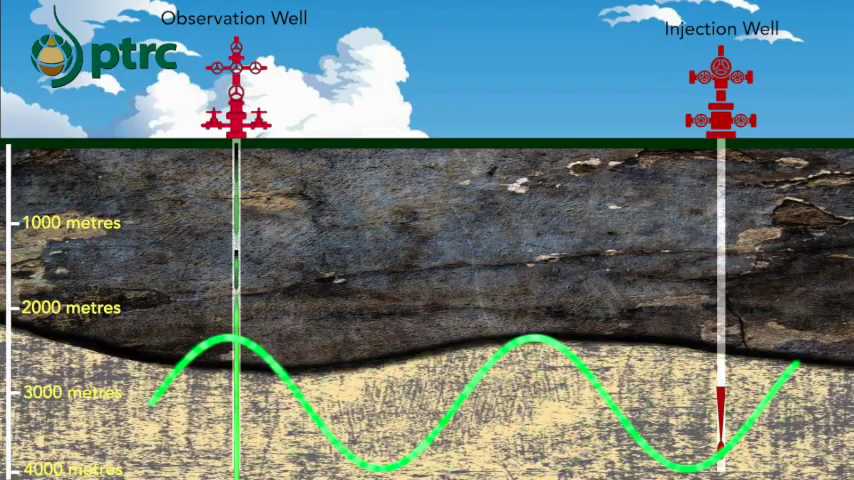 Observation Well
Injection Well
ptrc
1000 metres
2000 metres
3000 metres
4000 metres